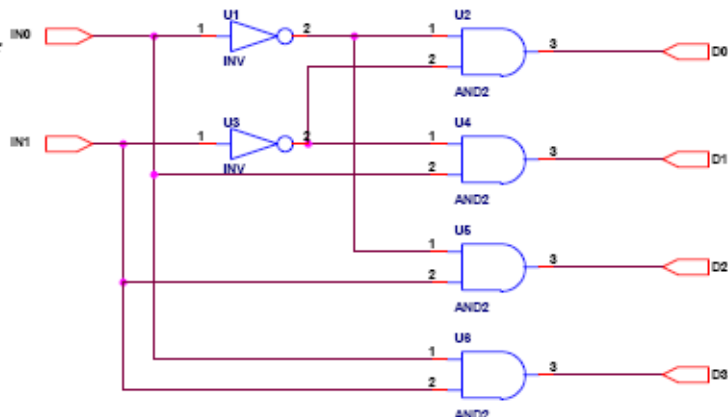 U1 U2
IN0 1 2 1 3 D0
INV 2
AND2
U3 U4
IN1 1 2 1 3 D1
INV 2
AND2
U5
1 3 D2
2
AND2
U6
1 3 D3
2
AND2